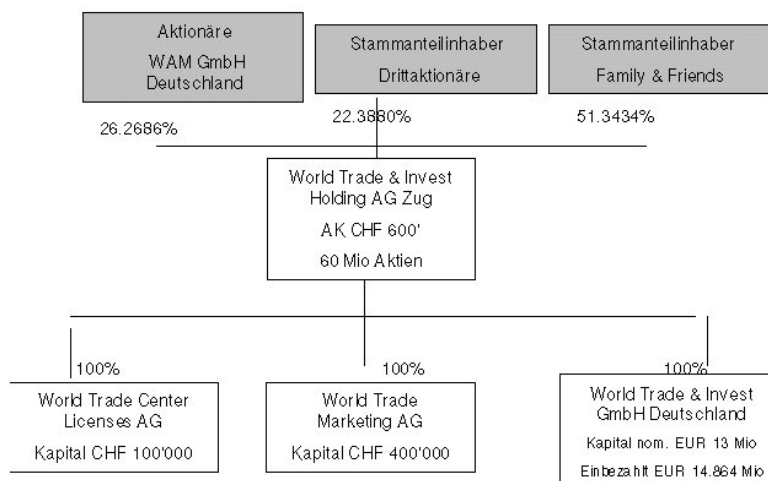 Aktionäre
WAM GmbH
Deutschland
Stammanteilinhaber
Drittaktionäre
Stammanteilinhaber
Family & Friends
26.2686%
22.3880%
51.3434%
World Trade & Invest
Holding AG Zug
AK CHF 600'
60 Mio Aktien
100%
100%
100%
World Trade Center
Licenses AG
Kapital CHF 100'000
World Trade
Marketing AG
Kapital CHF 400'000
World Trade & Invest
GmbH Deutschland
Kapital nom. EUR 13 Mio
Einbezahlt EUR 14.864 Mio